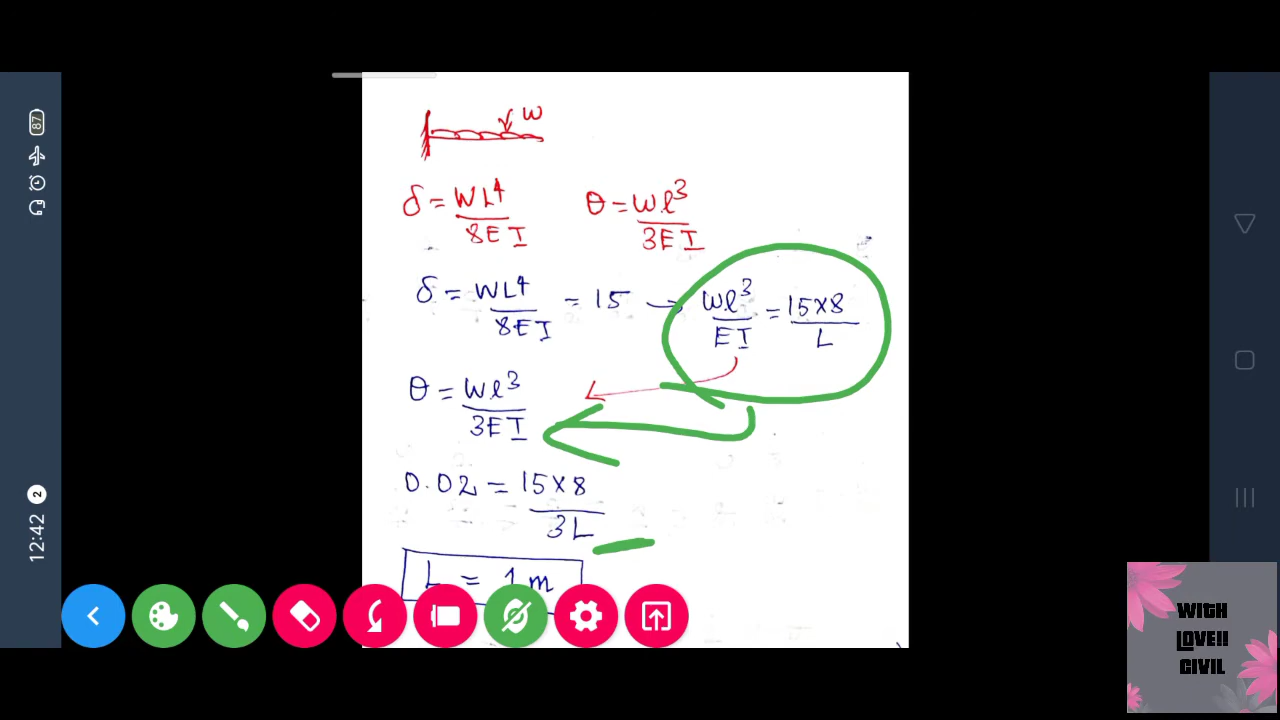 87
2
12:42
w
δ = WL⁴/8EI θ = Wl³/3EI
δ = WL⁴/8EI = 15 → Wl³/EI = 15×8/L
θ = Wl³/3EI
0.02 = 15×8/3L
L = 1m
WITH
LOVEII
CIVIL